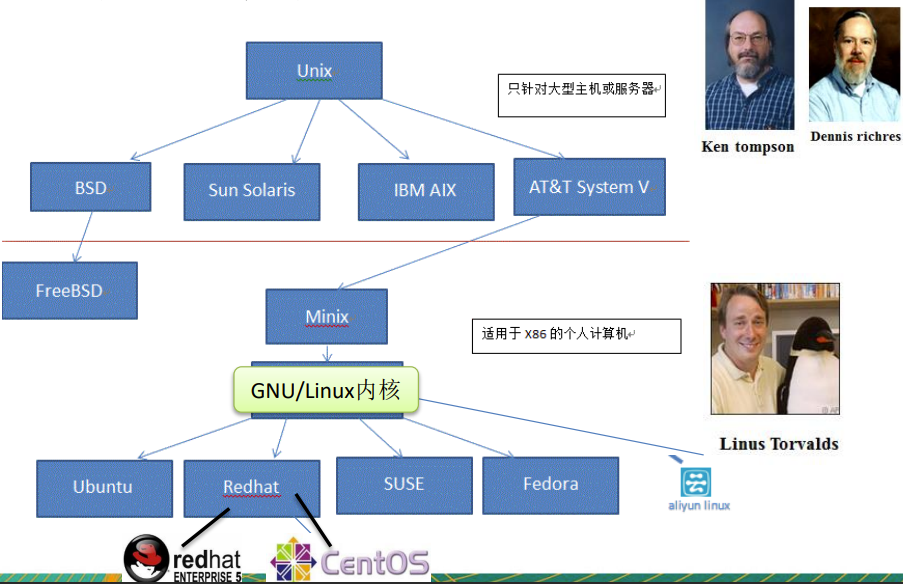 Unix
只针对大型主机或服务器
Ken tompson
Dennis richres
BSD
Sun Solaris
IBM AIX
AT&T System V
FreeBSD
Minix
适用于 X86 的个人计算机
GNU/Linux内核
© AP
Linus Torvalds
Ubuntu
Redhat
SUSE
Fedora
aliyun linux
redhat
ENTERPRISE 5
CentOS